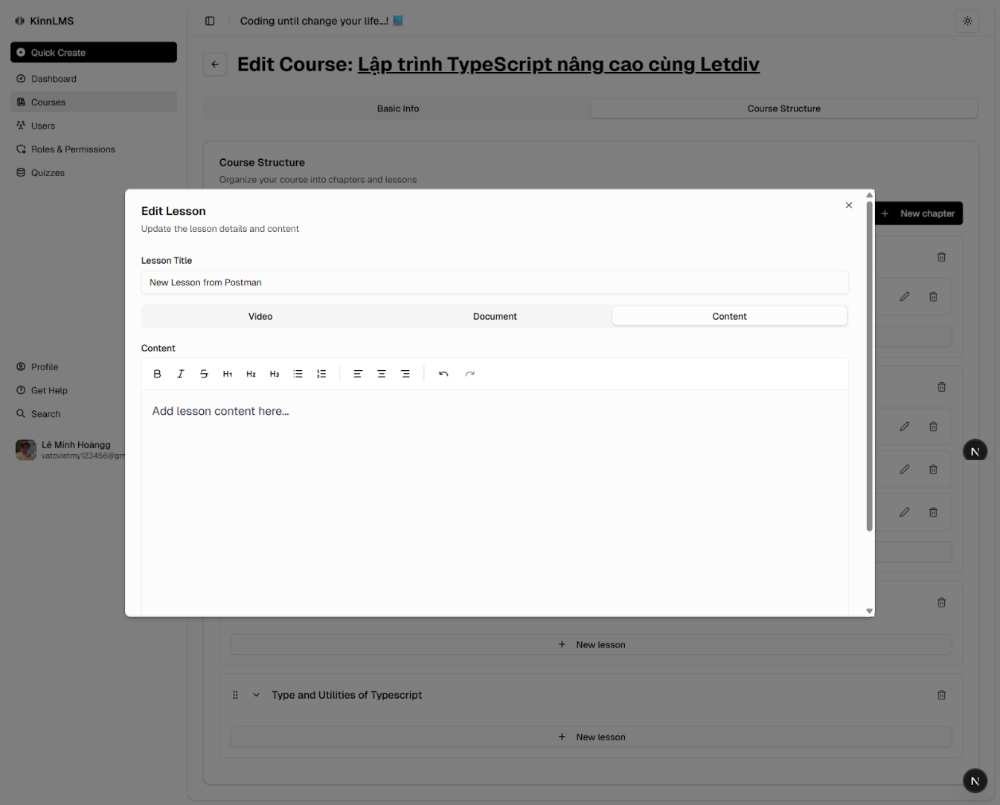 KinnLMS
Coding until change your life...!
Quick Create
Dashboard
Courses
Users
Roles & Permissions
Quizzes
Edit Course: Lập trình TypeScript nâng cao cùng Letdiv
Basic Info
Course Structure
Course Structure
Organize your course into chapters and lessons
New chapter
Edit Lesson
Update the lesson details and content
Lesson Title
New Lesson from Postman
Video
Document
Content
Content
B I S H1 H2 H3
Add lesson content here...
Profile
Get Help
Search
Lê Minh Hoàngg
vatcvietmy123456@gm
N
New lesson
Type and Utilities of Typescript
New lesson
N